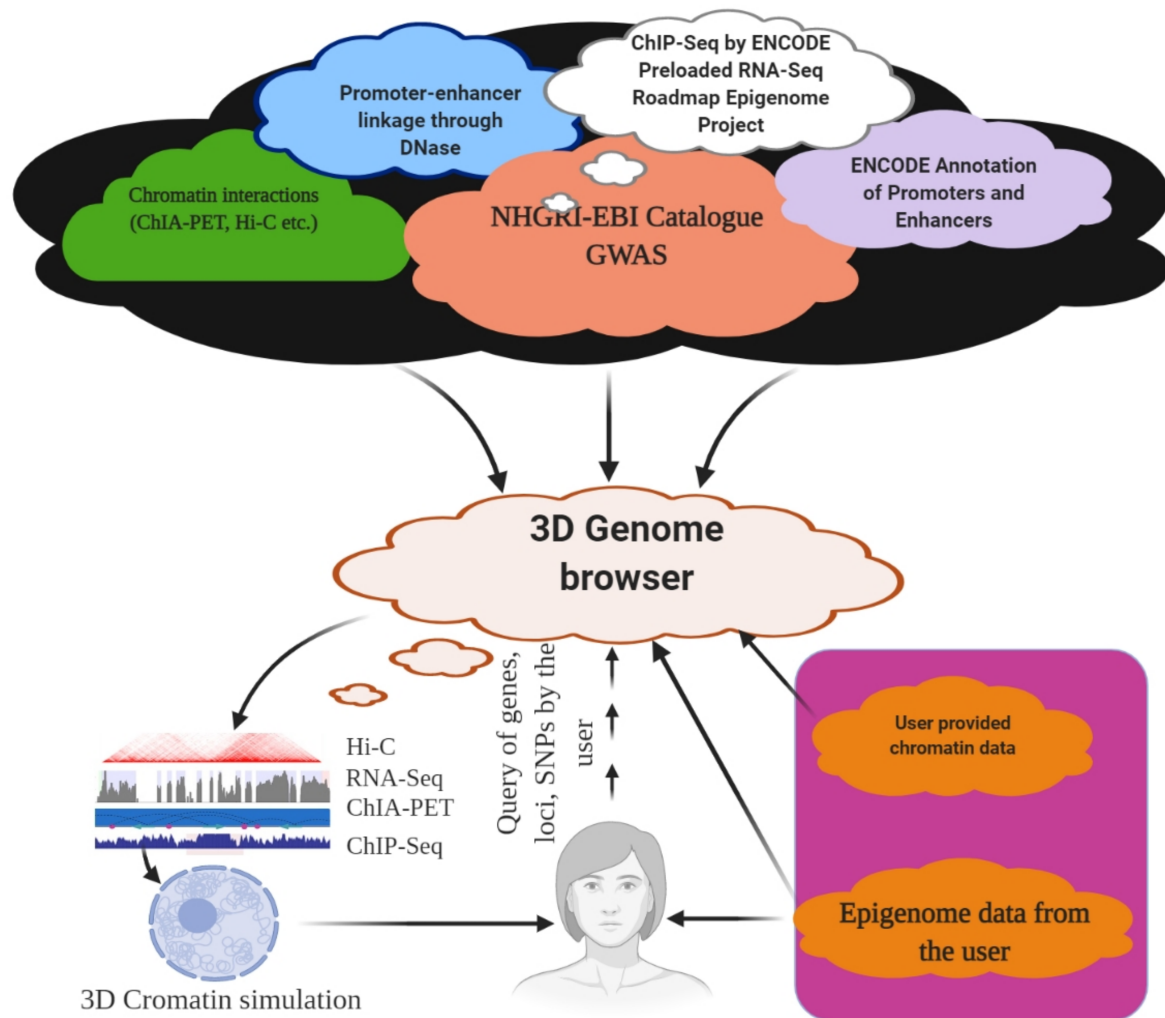 ChIP-Seq by ENCODE
Preloaded RNA-Seq
Roadmap Epigenome
Project
Promoter-enhancer
linkage through
DNase
Chromatin interactions
(ChIA-PET, Hi-C etc.)
NHGRI-EBI Catalogue
GWAS
ENCODE Annotation
of Promoters and
Enhancers
3D Genome
browser
Query of genes,
loci, SNPs by the
user
Hi-C
RNA-Seq
ChIA-PET
ChIP-Seq
3D Cromatin simulation
User provided
chromatin data
Epigenome data from
the user